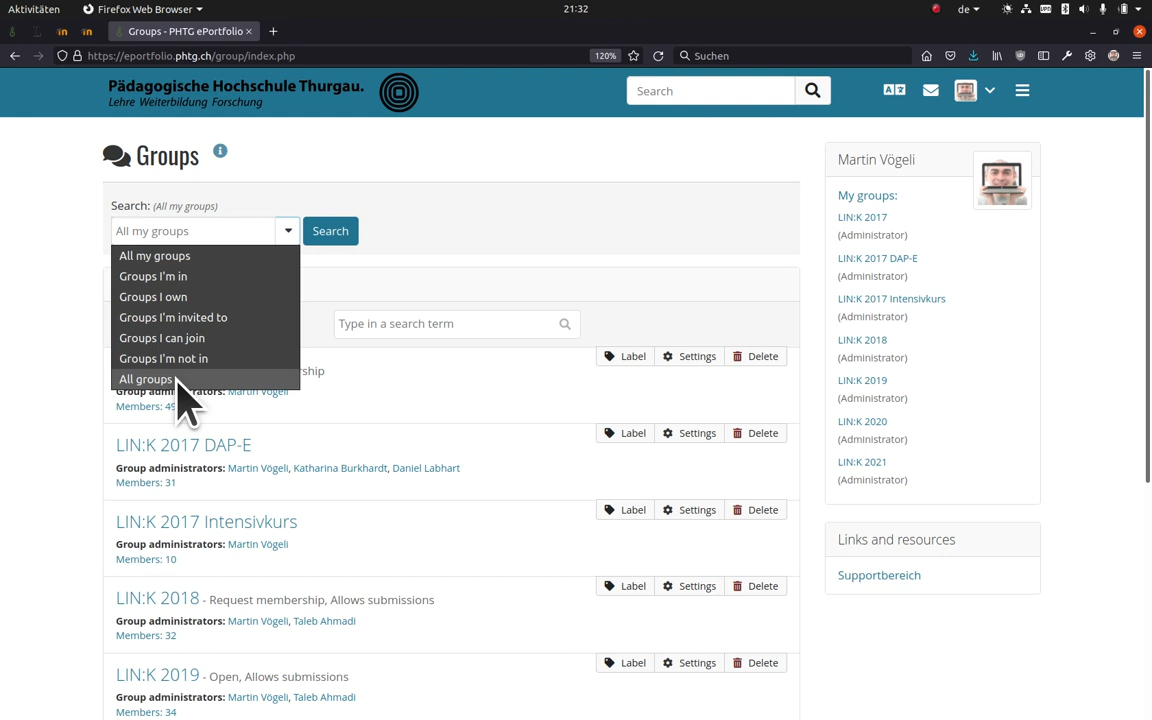 Aktivitäten Firefox Web Browser 21:32 de
Groups - PHTG ePortfolio × +
https://eportfolio.phtg.ch/group/index.php 120% Suchen
Pädagogische Hochschule Thurgau.
Lehre Weiterbildung Forschung
Search
Groups
Search: (All my groups)
All my groups Search
All my groups
Groups I'm in
Groups I own
Groups I'm invited to
Groups I can join
Groups I'm not in
All groups
Type in a search term
Label Settings Delete
Group administrators: Martin Vögeli
Members: 49
LIN:K 2017 DAP-E Label Settings Delete
Group administrators: Martin Vögeli, Katharina Burkhardt, Daniel Labhart
Members: 31
LIN:K 2017 Intensivkurs Label Settings Delete
Group administrators: Martin Vögeli
Members: 10
LIN:K 2018 - Request membership, Allows submissions Label Settings Delete
Group administrators: Martin Vögeli, Taleb Ahmadi
Members: 32
LIN:K 2019 - Open, Allows submissions Label Settings Delete
Group administrators: Martin Vögeli, Taleb Ahmadi
Members: 34
Martin Vögeli
My groups:
LIN:K 2017
(Administrator)
LIN:K 2017 DAP-E
(Administrator)
LIN:K 2017 Intensivkurs
(Administrator)
LIN:K 2018
(Administrator)
LIN:K 2019
(Administrator)
LIN:K 2020
(Administrator)
LIN:K 2021
(Administrator)
Links and resources
Supportbereich